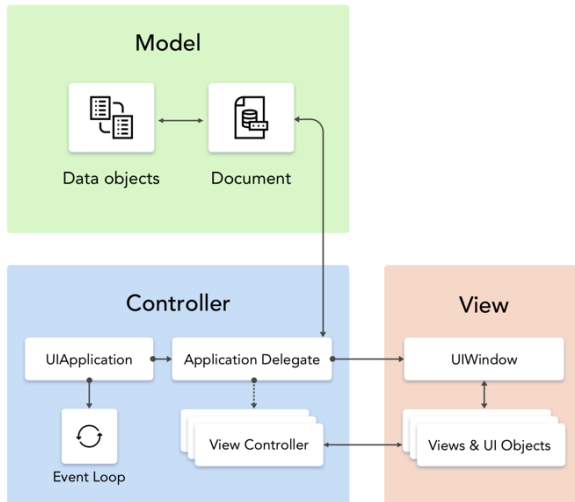 Model
Data objects
Document
Controller
View
UIApplication
Application Delegate
UIWindow
View Controller
Views & UI Objects
Event Loop